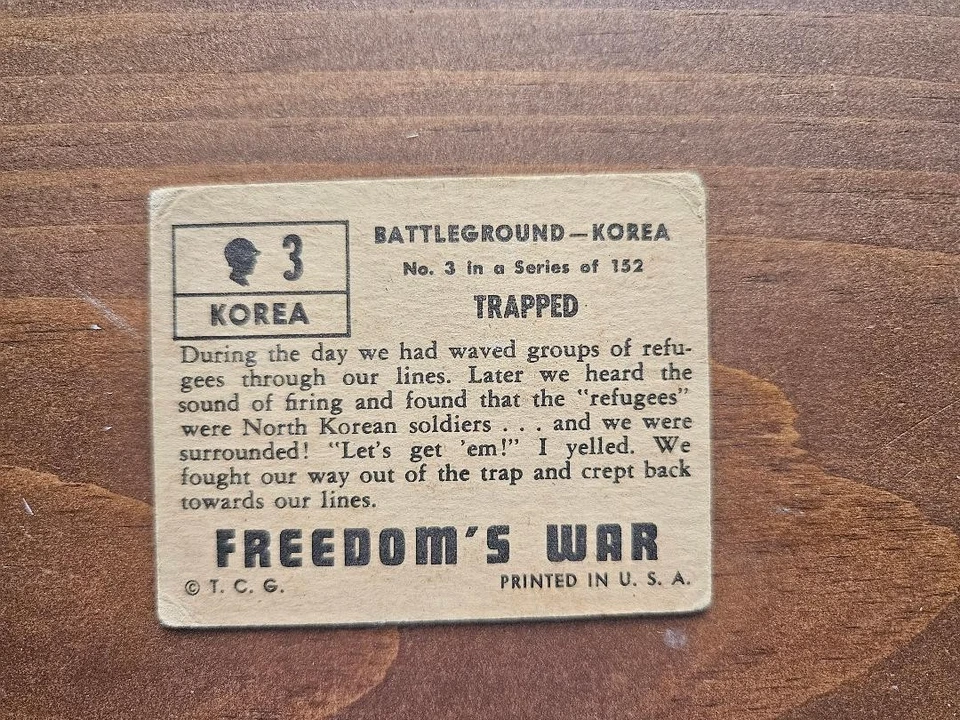 3
KOREA
BATTLEGROUND—KOREA
No. 3 in a Series of 152
TRAPPED
During the day we had waved groups of refu-
gees through our lines. Later we heard the
sound of firing and found that the "refugees"
were North Korean soldiers . . . and we were
surrounded! "Let's get 'em!" I yelled. We
fought our way out of the trap and crept back
towards our lines.
FREEDOM'S WAR
© T. C. G.
PRINTED IN U. S. A.